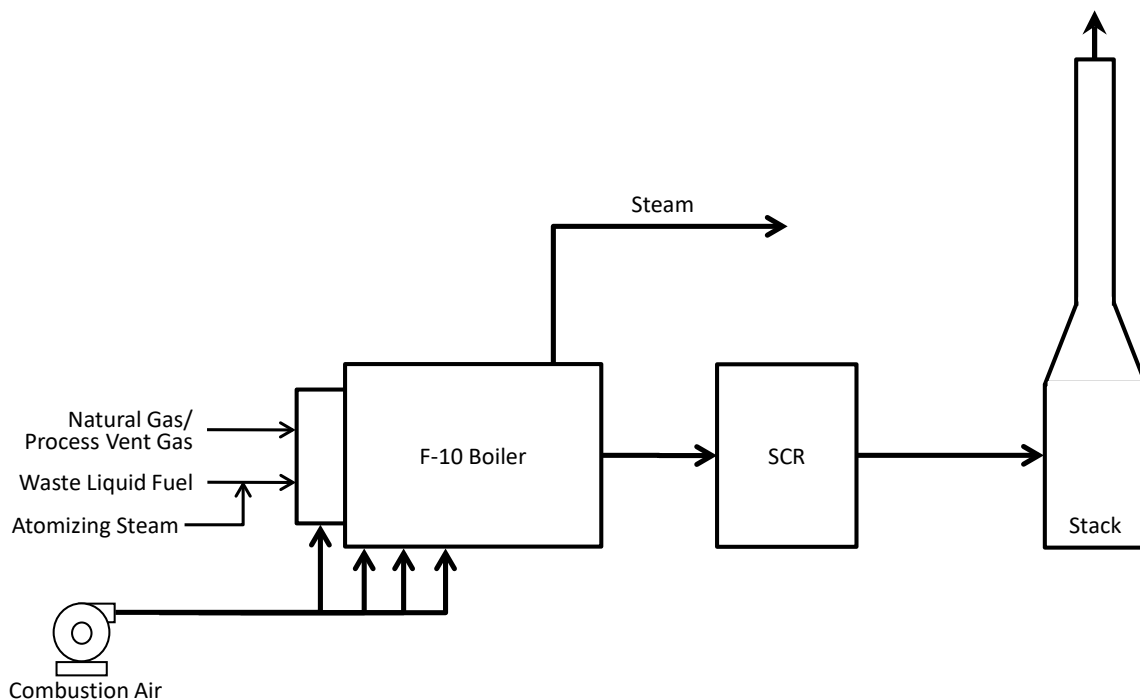 Steam
Natural Gas/
Process Vent Gas
F-10 Boiler
SCR
Waste Liquid Fuel
Atomizing Steam
Stack
Combustion Air